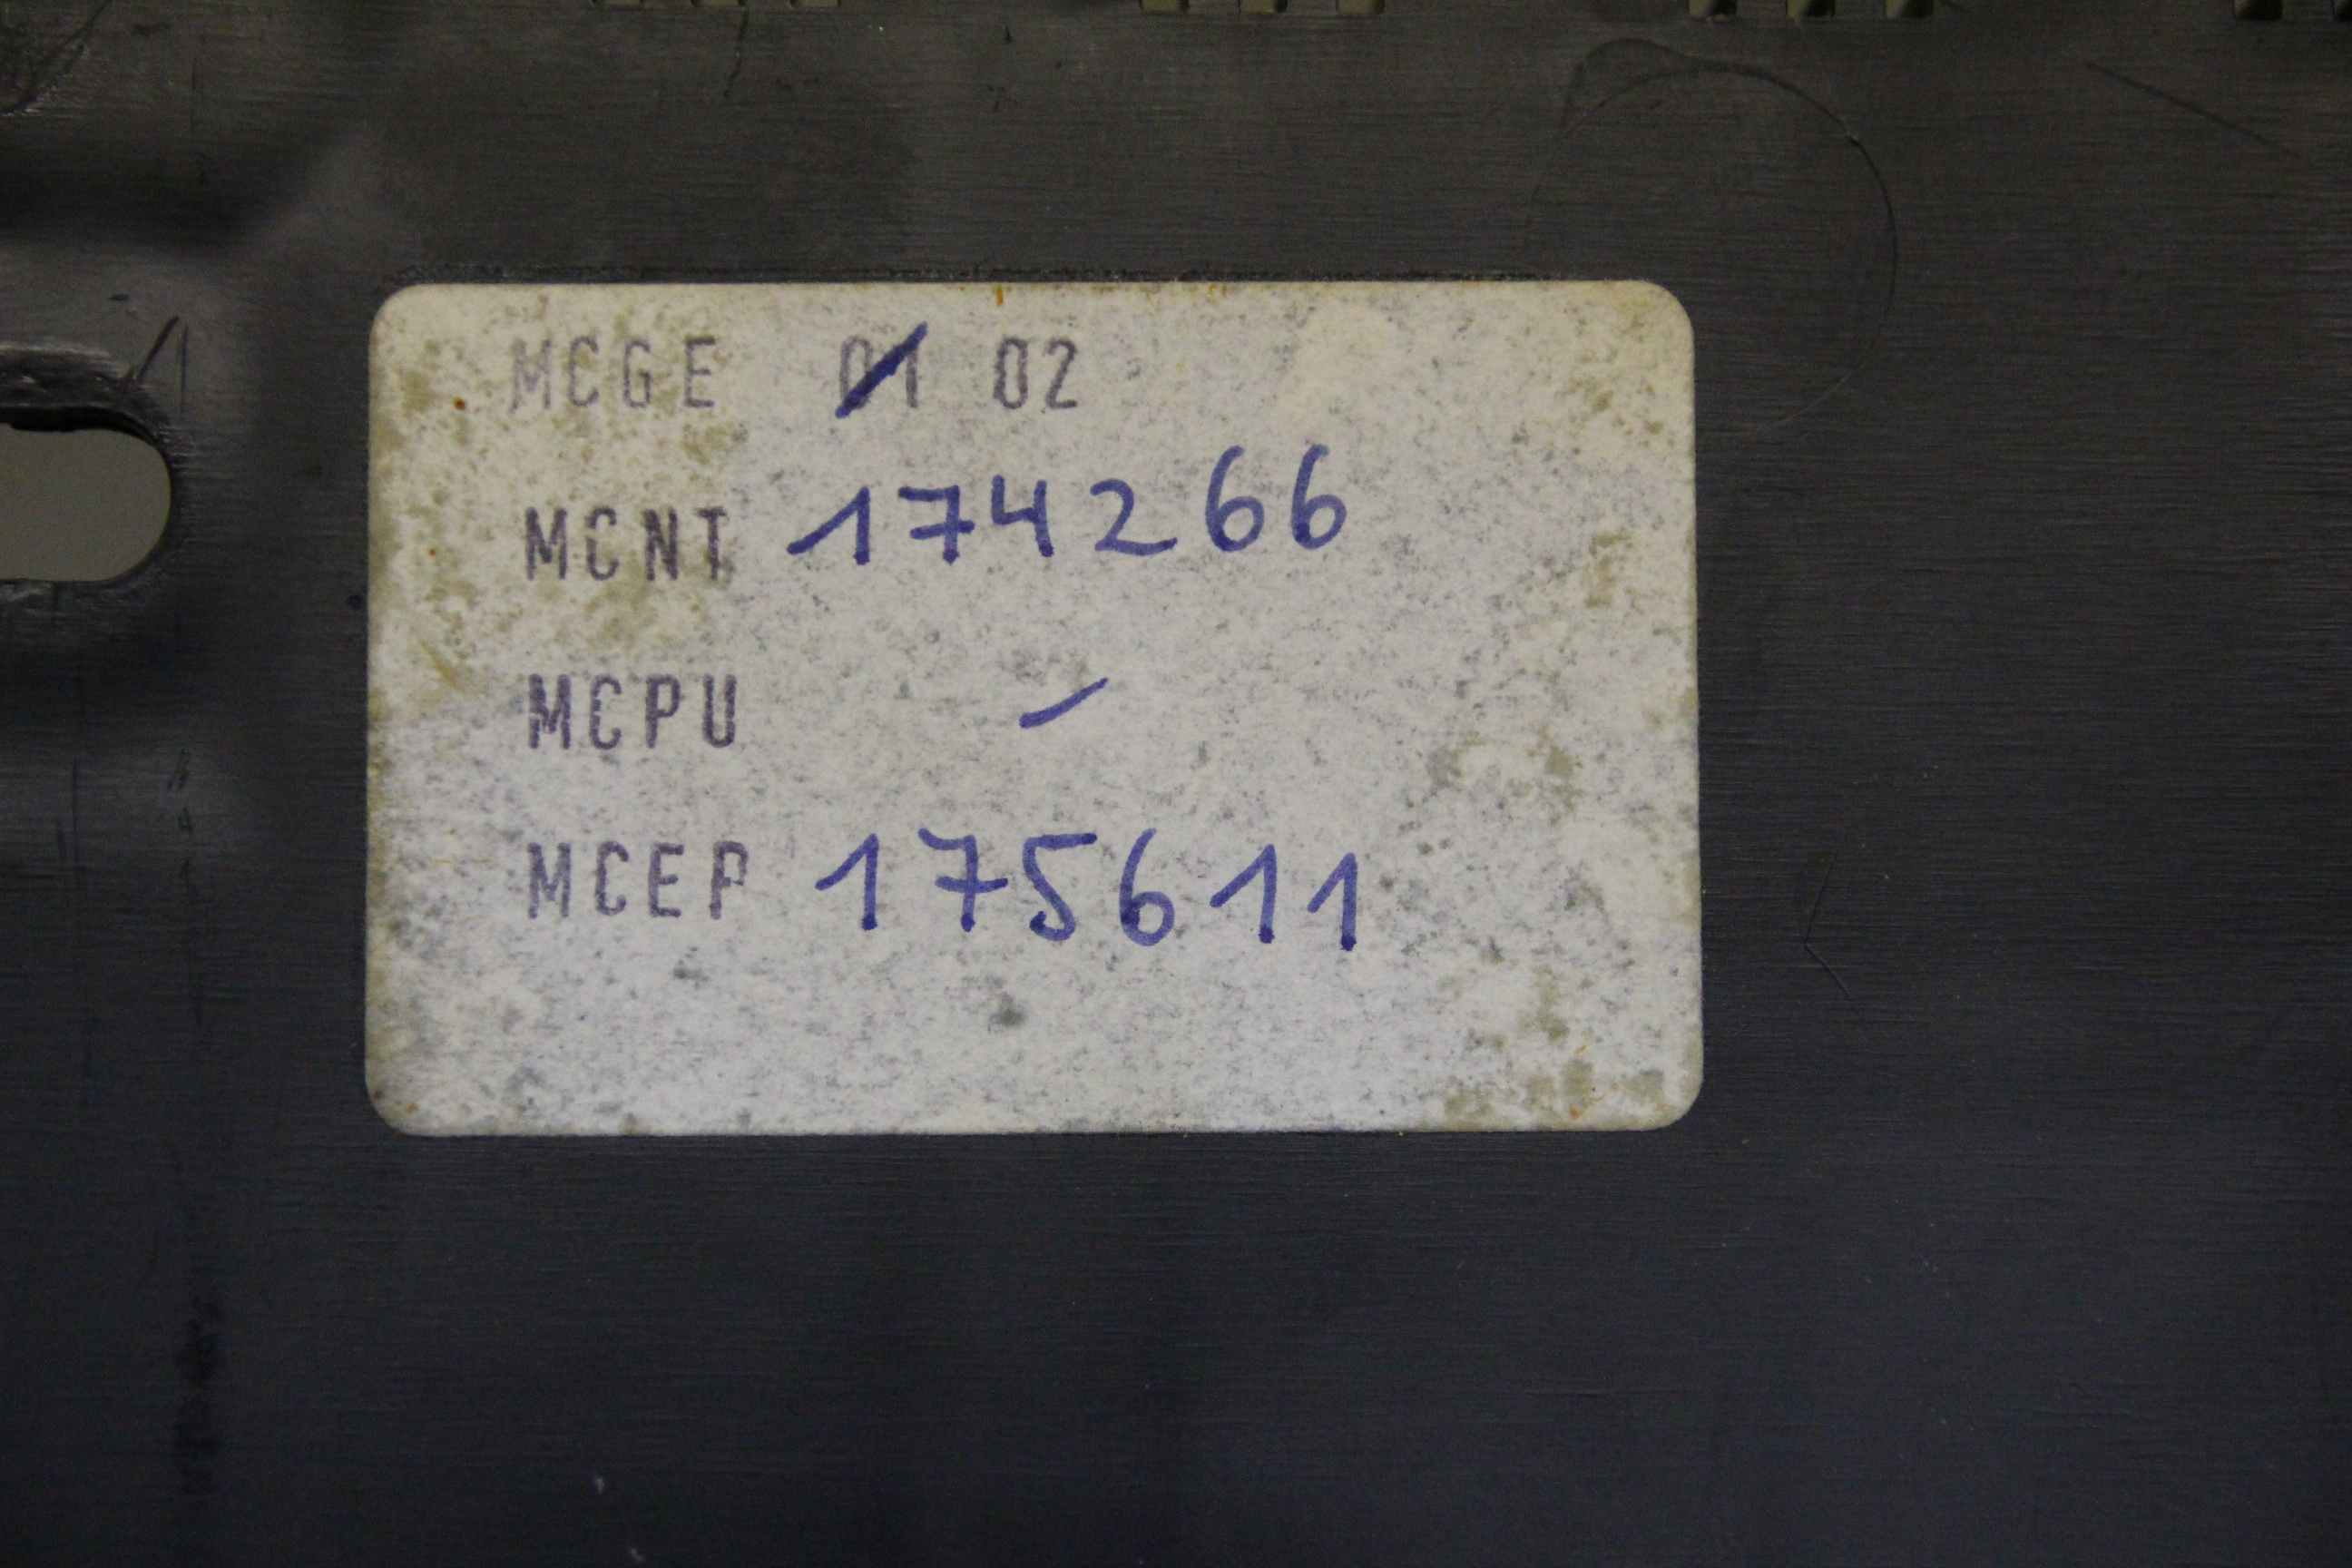 MCGE 01 02
MCNT 174266
MCPU -
MCEP 175611